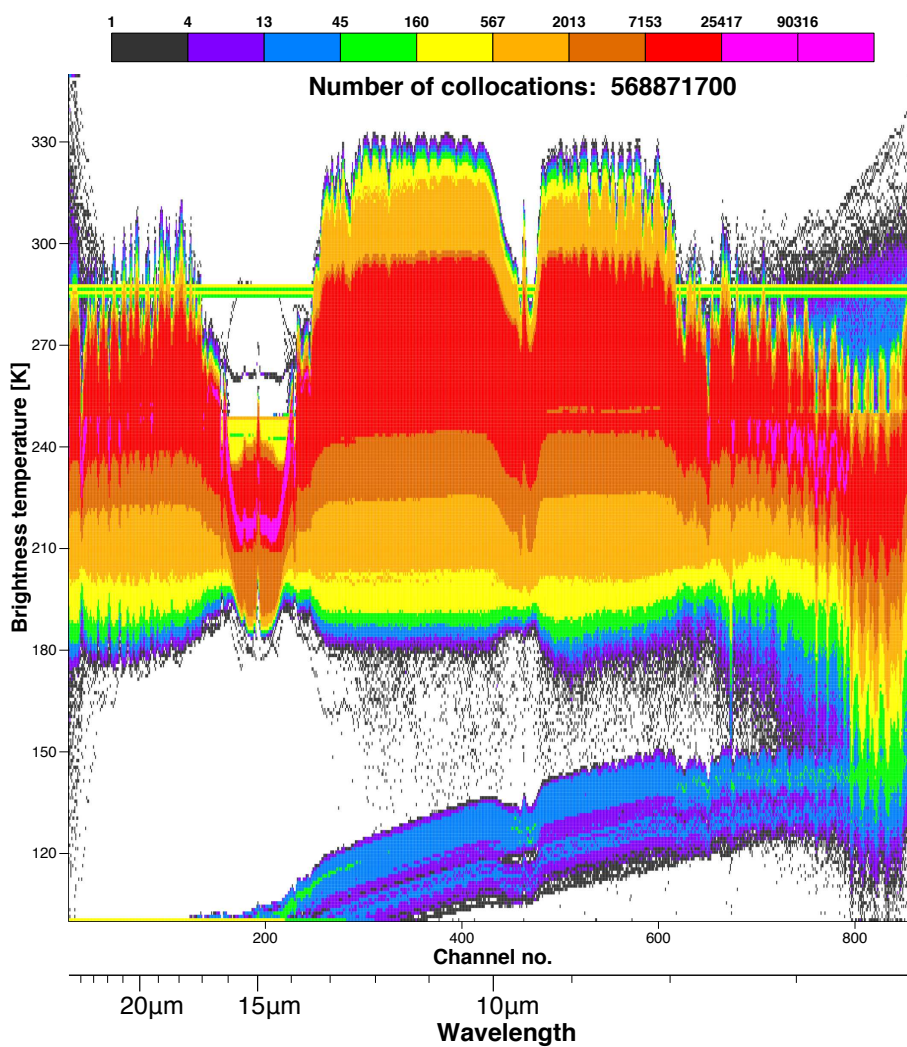 1 4 13 45 160 567 2013 7153 25417 90316
Number of collocations: 568871700
330
300
270
240
210
180
150
120
Brightness temperature [K]
200 400 600 800
Channel no.
20µm 15µm 10µm
Wavelength